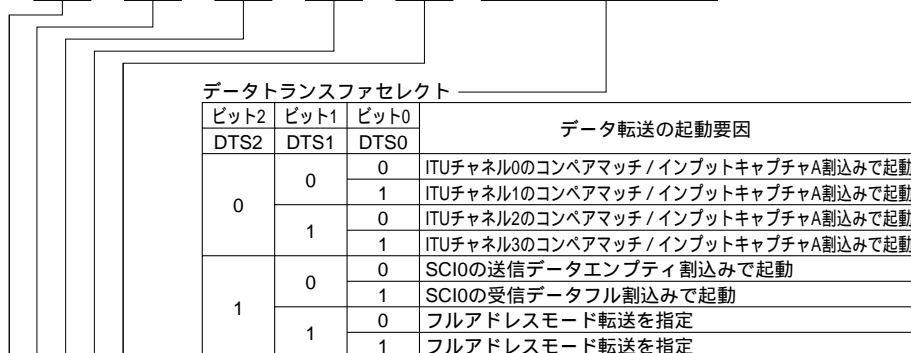 データトランスファセレクト
ビット2 ビット1 ビット0 データ転送の起動要因
DTS2 DTS1 DTS0
0 0 0 ITUチャネル0のコンペアマッチ / インプットキャプチャA割込みで起動
1 ITUチャネル1のコンペアマッチ / インプットキャプチャA割込みで起動
1 0 ITUチャネル2のコンペアマッチ / インプットキャプチャA割込みで起動
1 ITUチャネル3のコンペアマッチ / インプットキャプチャA割込みで起動
1 0 0 SCI0の送信データエンプティ割込みで起動
1 SCI0の受信データフル割込みで起動
1 0 フルアドレスモード転送を指定
1 フルアドレスモード転送を指定